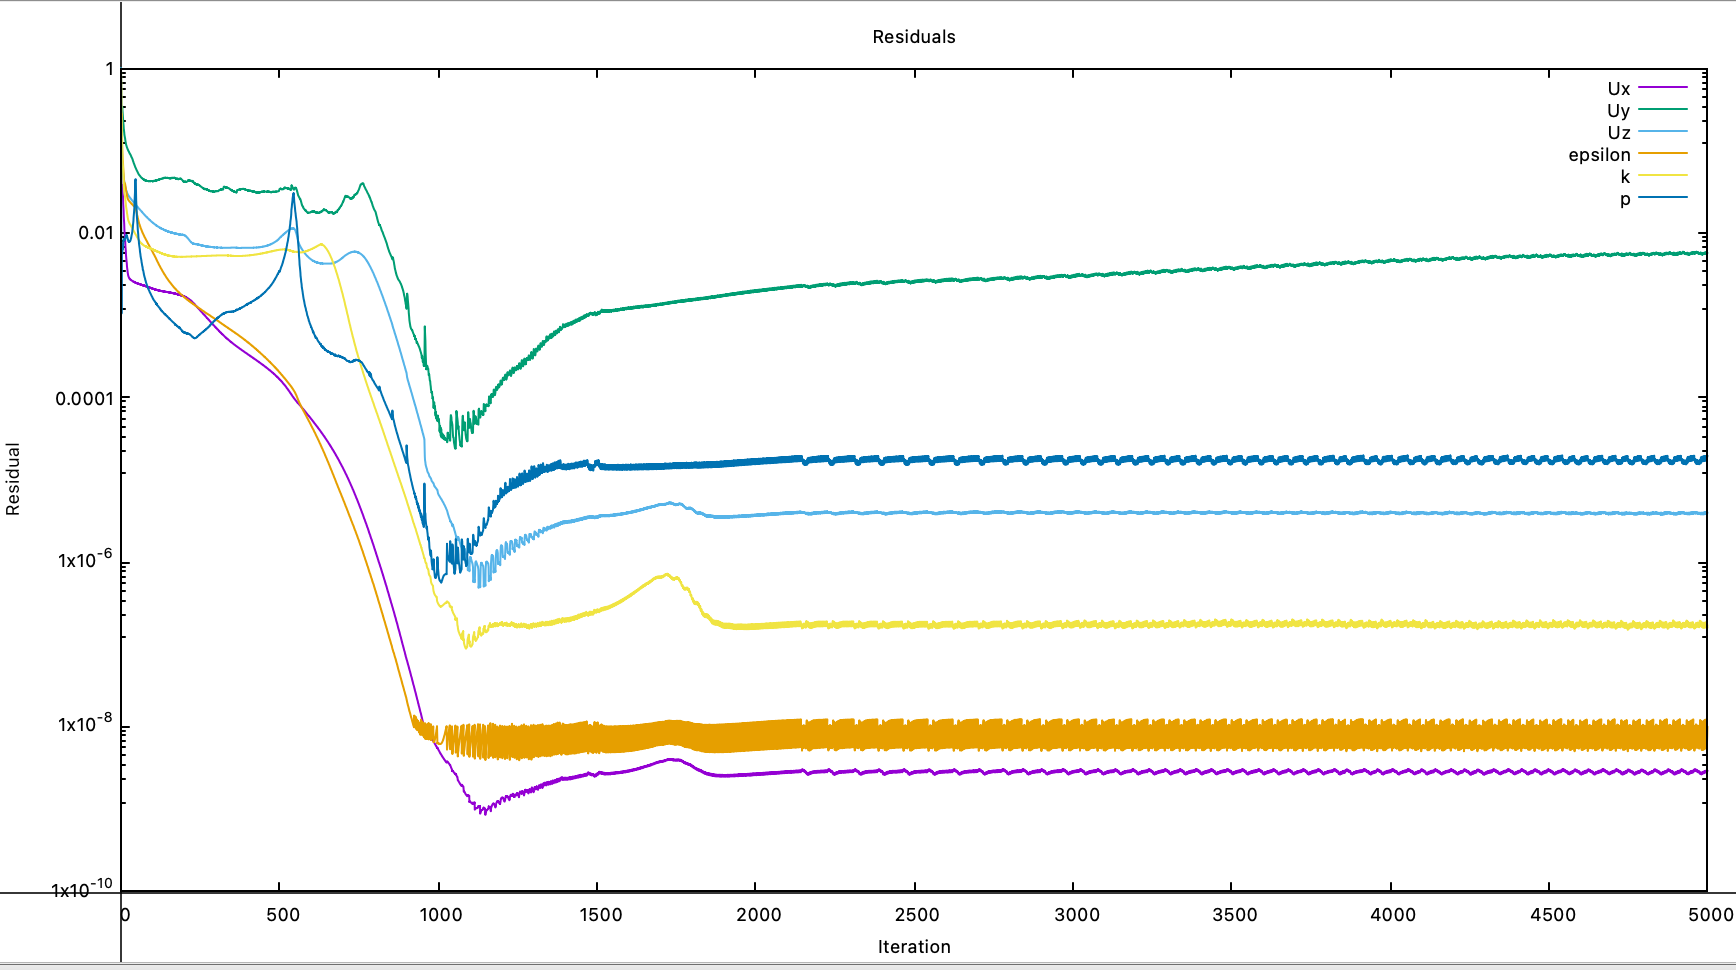 Residuals
Ux
Uy
Uz
epsilon
k
p
1
0.01
0.0001
1x10⁻⁶
1x10⁻⁸
1x10⁻¹⁰
Residual
0 500 1000 1500 2000 2500 3000 3500 4000 4500 5000
Iteration